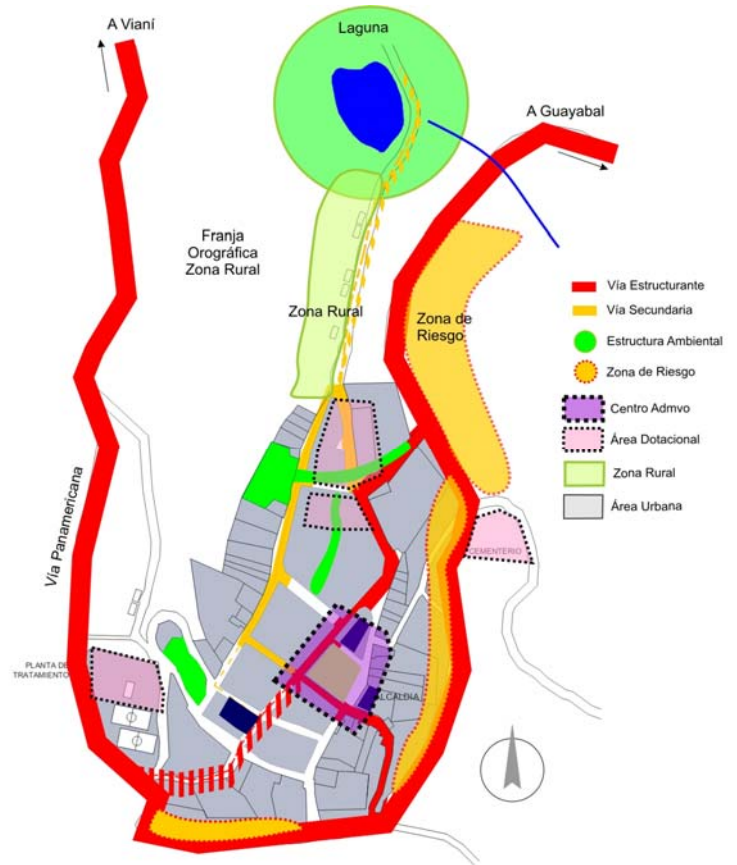 A Vianí
Laguna
A Guayabal
Franja
Orográfica
Zona Rural
Zona Rural
Zona de
Riesgo
Vía Estructurante
Vía Secundaria
Estructura Ambiental
Zona de Riesgo
Centro Admvo
Área Dotacional
Zona Rural
Área Urbana
Vía Panamericana
CEMENTERIO
PLANTA DE
TRATAMIENTO
ALCALDIA